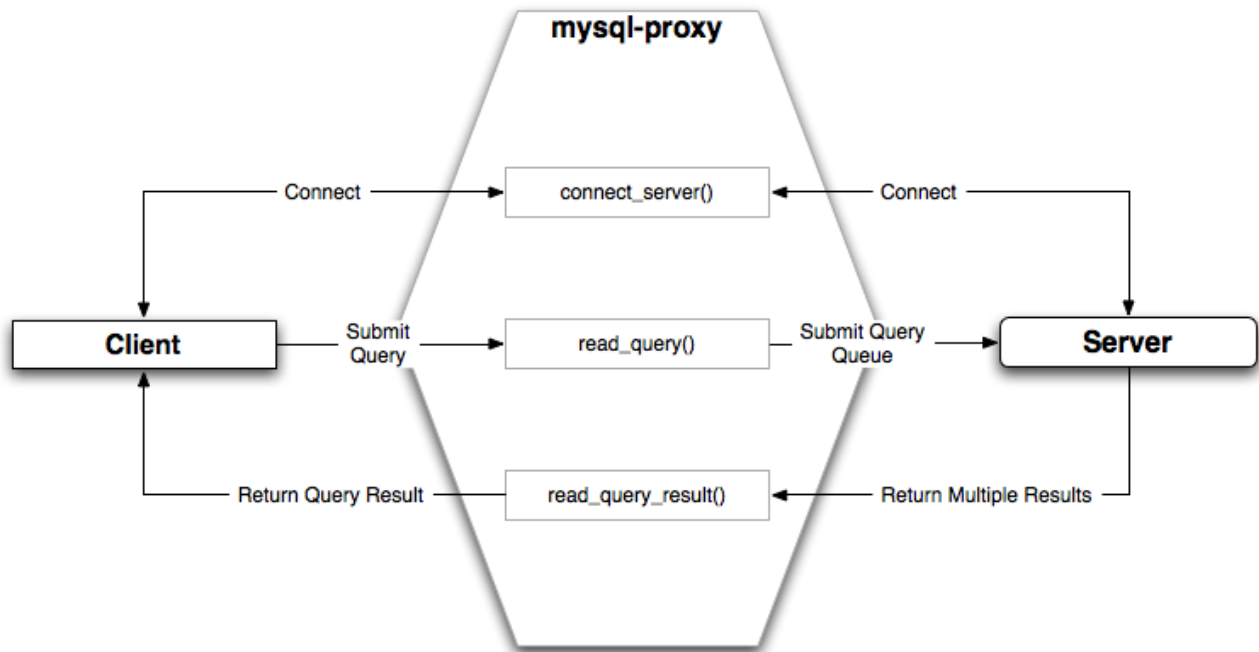 mysql-proxy
Connect
connect_server()
Connect
Client
Submit
Query
read_query()
Submit Query
Queue
Server
Return Query Result
read_query_result()
Return Multiple Results